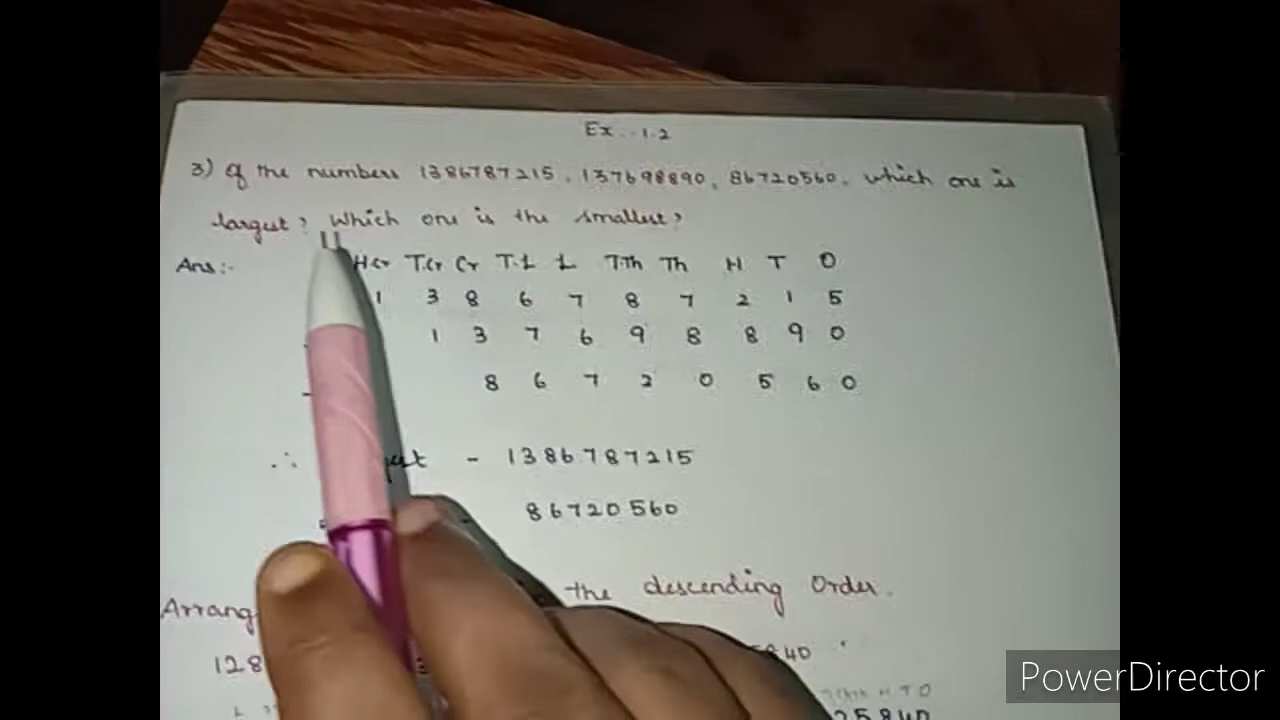 Ex. - 1.2
3) Of the numbers 1386787215, 137698890, 86720560, which one is
largest? Which one is the smallest?
Ans:-
H.Cr T.Cr Cr T.L L T.Th Th H T O
1 3 8 6 7 8 7 2 1 5
1 3 7 6 9 8 8 9 0
8 6 7 2 0 5 6 0
∴ - 1386787215
86720560
the descending Order.
PowerDirector